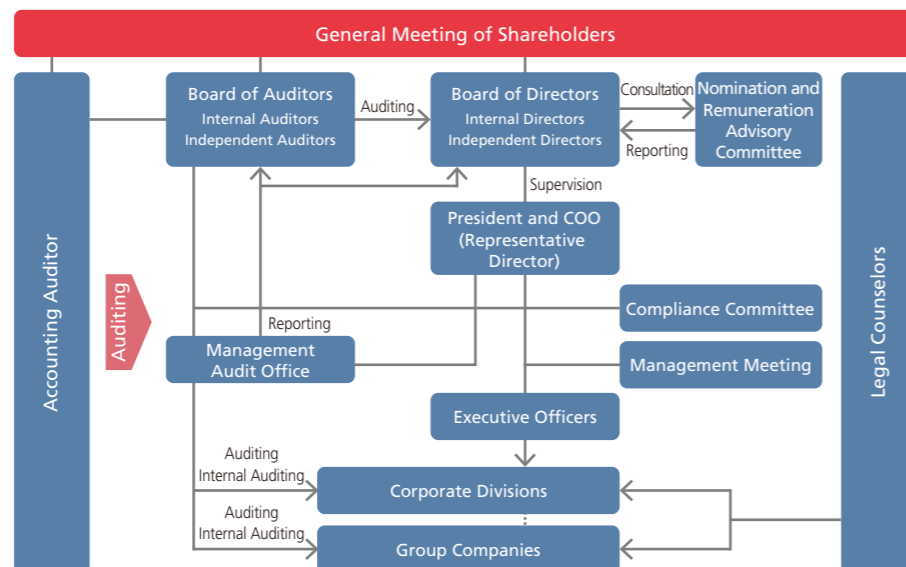 General Meeting of Shareholders
Board of Auditors
Internal Auditors
Independent Auditors
Auditing
Board of Directors
Internal Directors
Independent Directors
Consultation
Reporting
Nomination and
Remuneration
Advisory
Committee
Supervision
President and COO
(Representative
Director)
Accounting Auditor
Auditing
Legal Counselors
Compliance Committee
Reporting
Management
Audit Office
Management Meeting
Executive Officers
Auditing
Internal Auditing
Corporate Divisions
Auditing
Internal Auditing
Group Companies